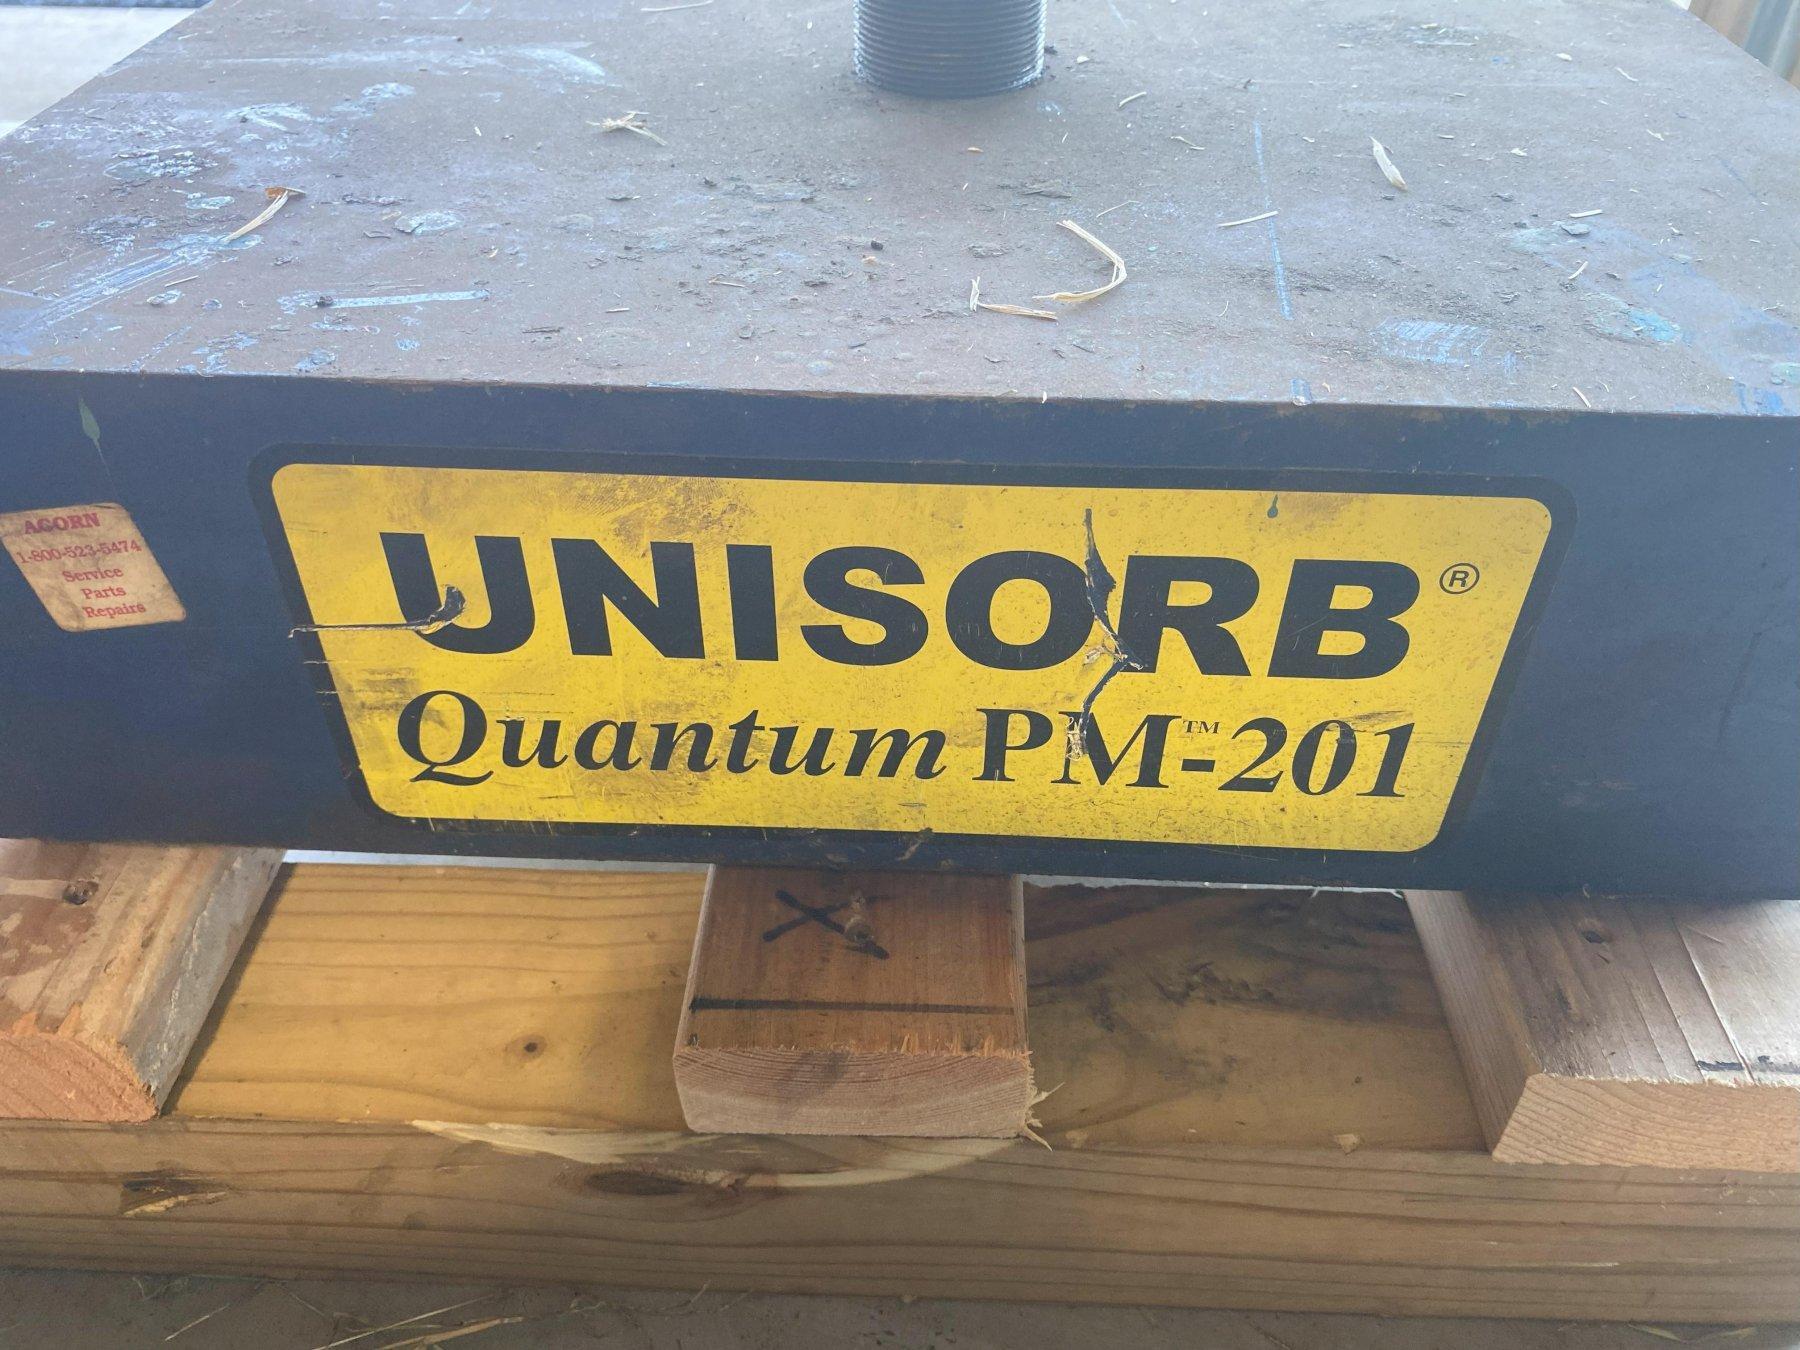 UNISORB®
Quantum PM™-201
ACORN
1-800-523-5474
Service
Parts
Repairs
X